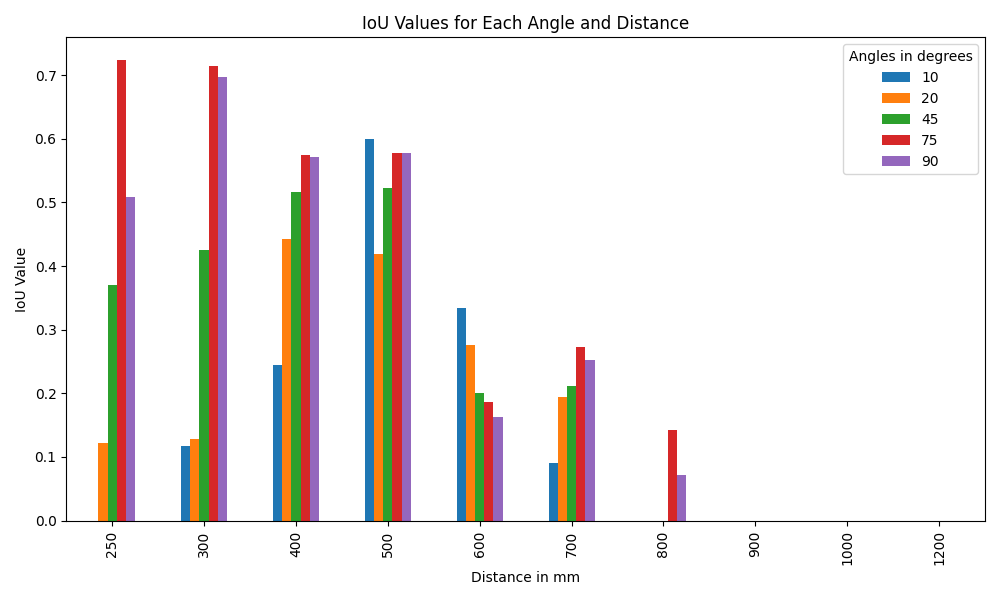 IoU Values for Each Angle and Distance
Angles in degrees
10
20
45
75
90
IoU Value
0.7
0.6
0.5
0.4
0.3
0.2
0.1
0.0
250 300 400 500 600 700 800 900 1000 1200
Distance in mm